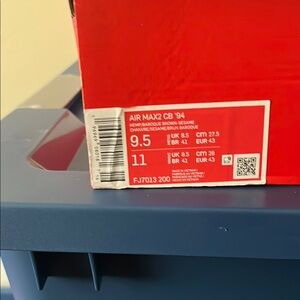 AIR MAX2 CB '94
HEMP/BAROQUE BROWN-SESAME
CHANVRE/SESAME/BRUN BAROQUE
9.5 UK 8.5 CM 27.5
BR 41 EUR 43
11 UK 8.5 CM 28
BR 41 EUR 43
FJ7013 200